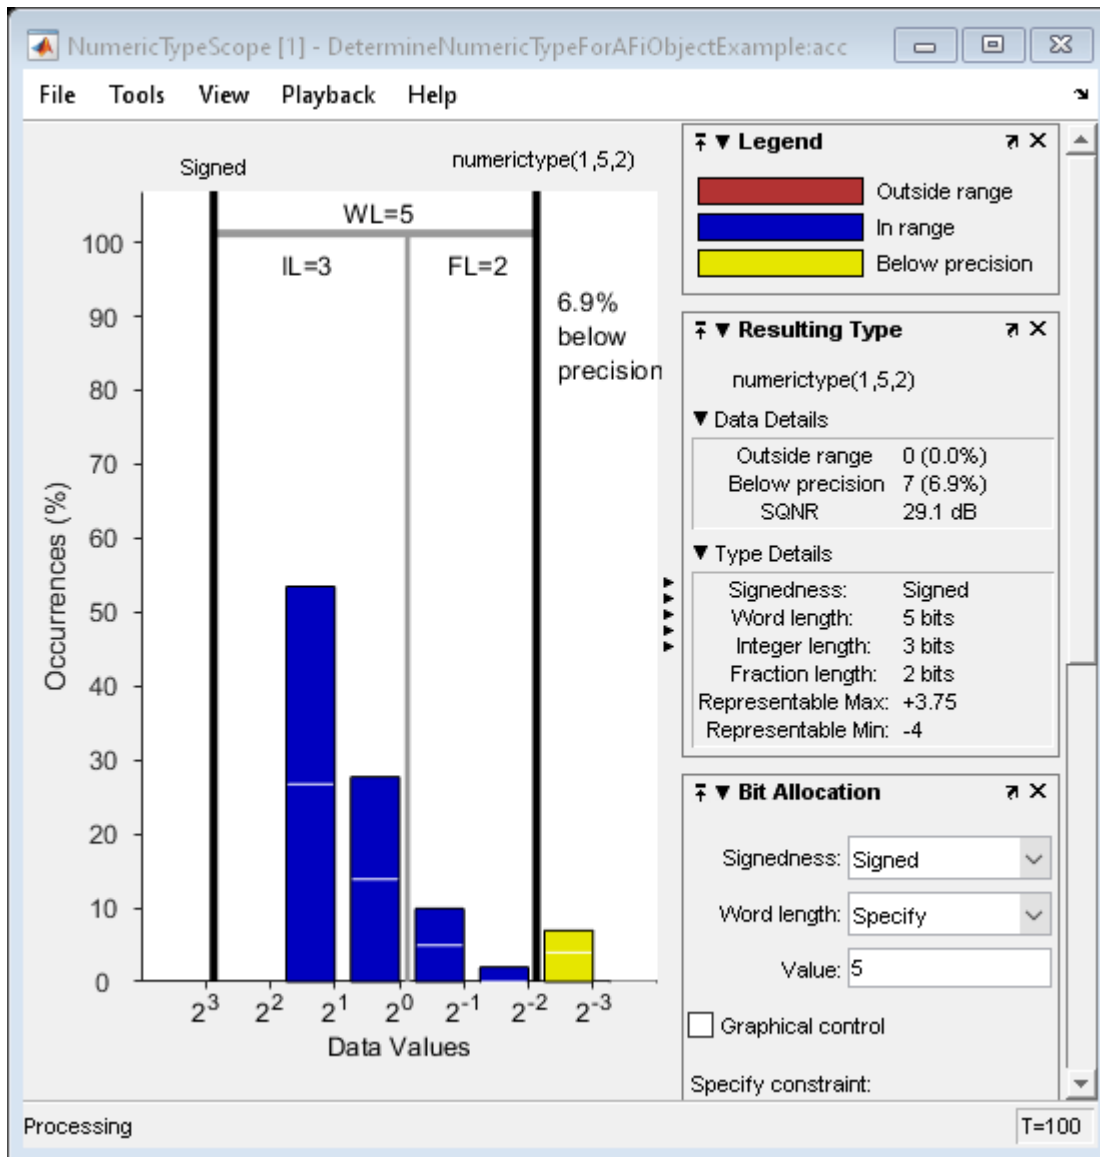 NumericTypeScope [1] - DetermineNumericTypeForAFiObjectExample:acc
File Tools View Playback Help
Signed numerictype(1,5,2)
WL=5
IL=3 FL=2
6.9%
below
precision
100
90
80
70
60
50
40
30
20
10
0
Occurrences (%)
2^3 2^2 2^1 2^0 2^-1 2^-2 2^-3
Data Values
Legend
Outside range
In range
Below precision
Resulting Type
numerictype(1,5,2)
Data Details
Outside range 0 (0.0%)
Below precision 7 (6.9%)
SQNR 29.1 dB
Type Details
Signedness: Signed
Word length: 5 bits
Integer length: 3 bits
Fraction length: 2 bits
Representable Max: +3.75
Representable Min: -4
Bit Allocation
Signedness: Signed
Word length: Specify
Value: 5
Graphical control
Specify constraint:
Processing T=100